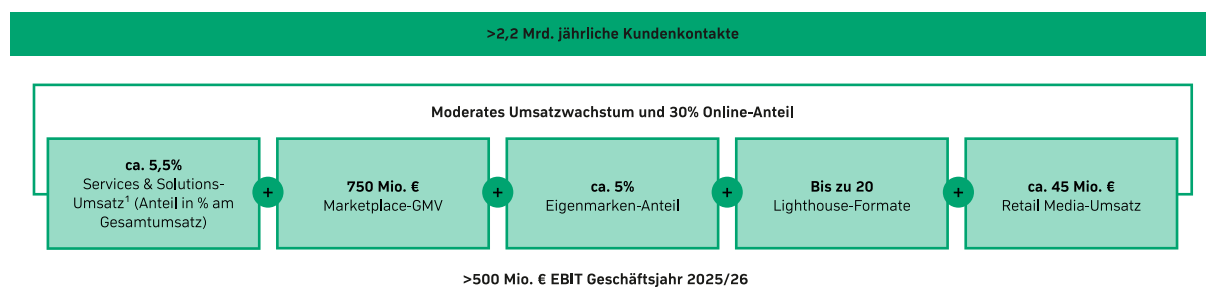 >2,2 Mrd. jährliche Kundenkontakte
Moderates Umsatzwachstum und 30% Online-Anteil
ca. 5,5%
Services & Solutions-
Umsatz¹ (Anteil in % am
Gesamtumsatz)
+
750 Mio. €
Marketplace-GMV
+
ca. 5%
Eigenmarken-Anteil
+
Bis zu 20
Lighthouse-Formate
+
ca. 45 Mio. €
Retail Media-Umsatz
>500 Mio. € EBIT Geschäftsjahr 2025/26